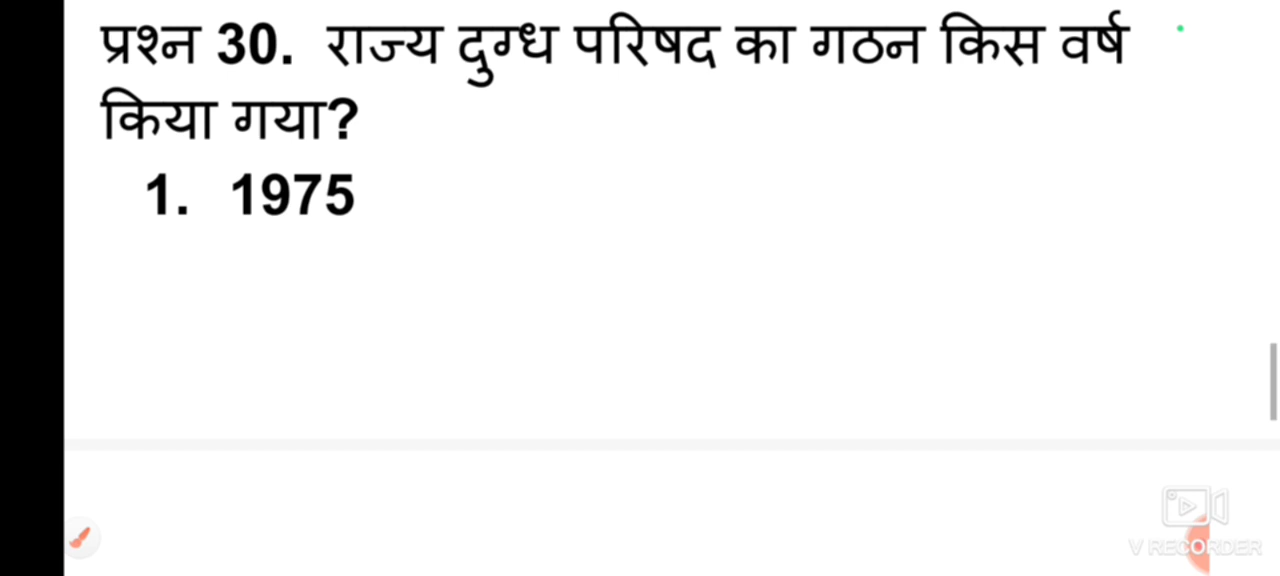 प्रश्न 30. राज्य दुग्ध परिषद का गठन किस वर्ष
किया गया?
1. 1975
V RECORDER